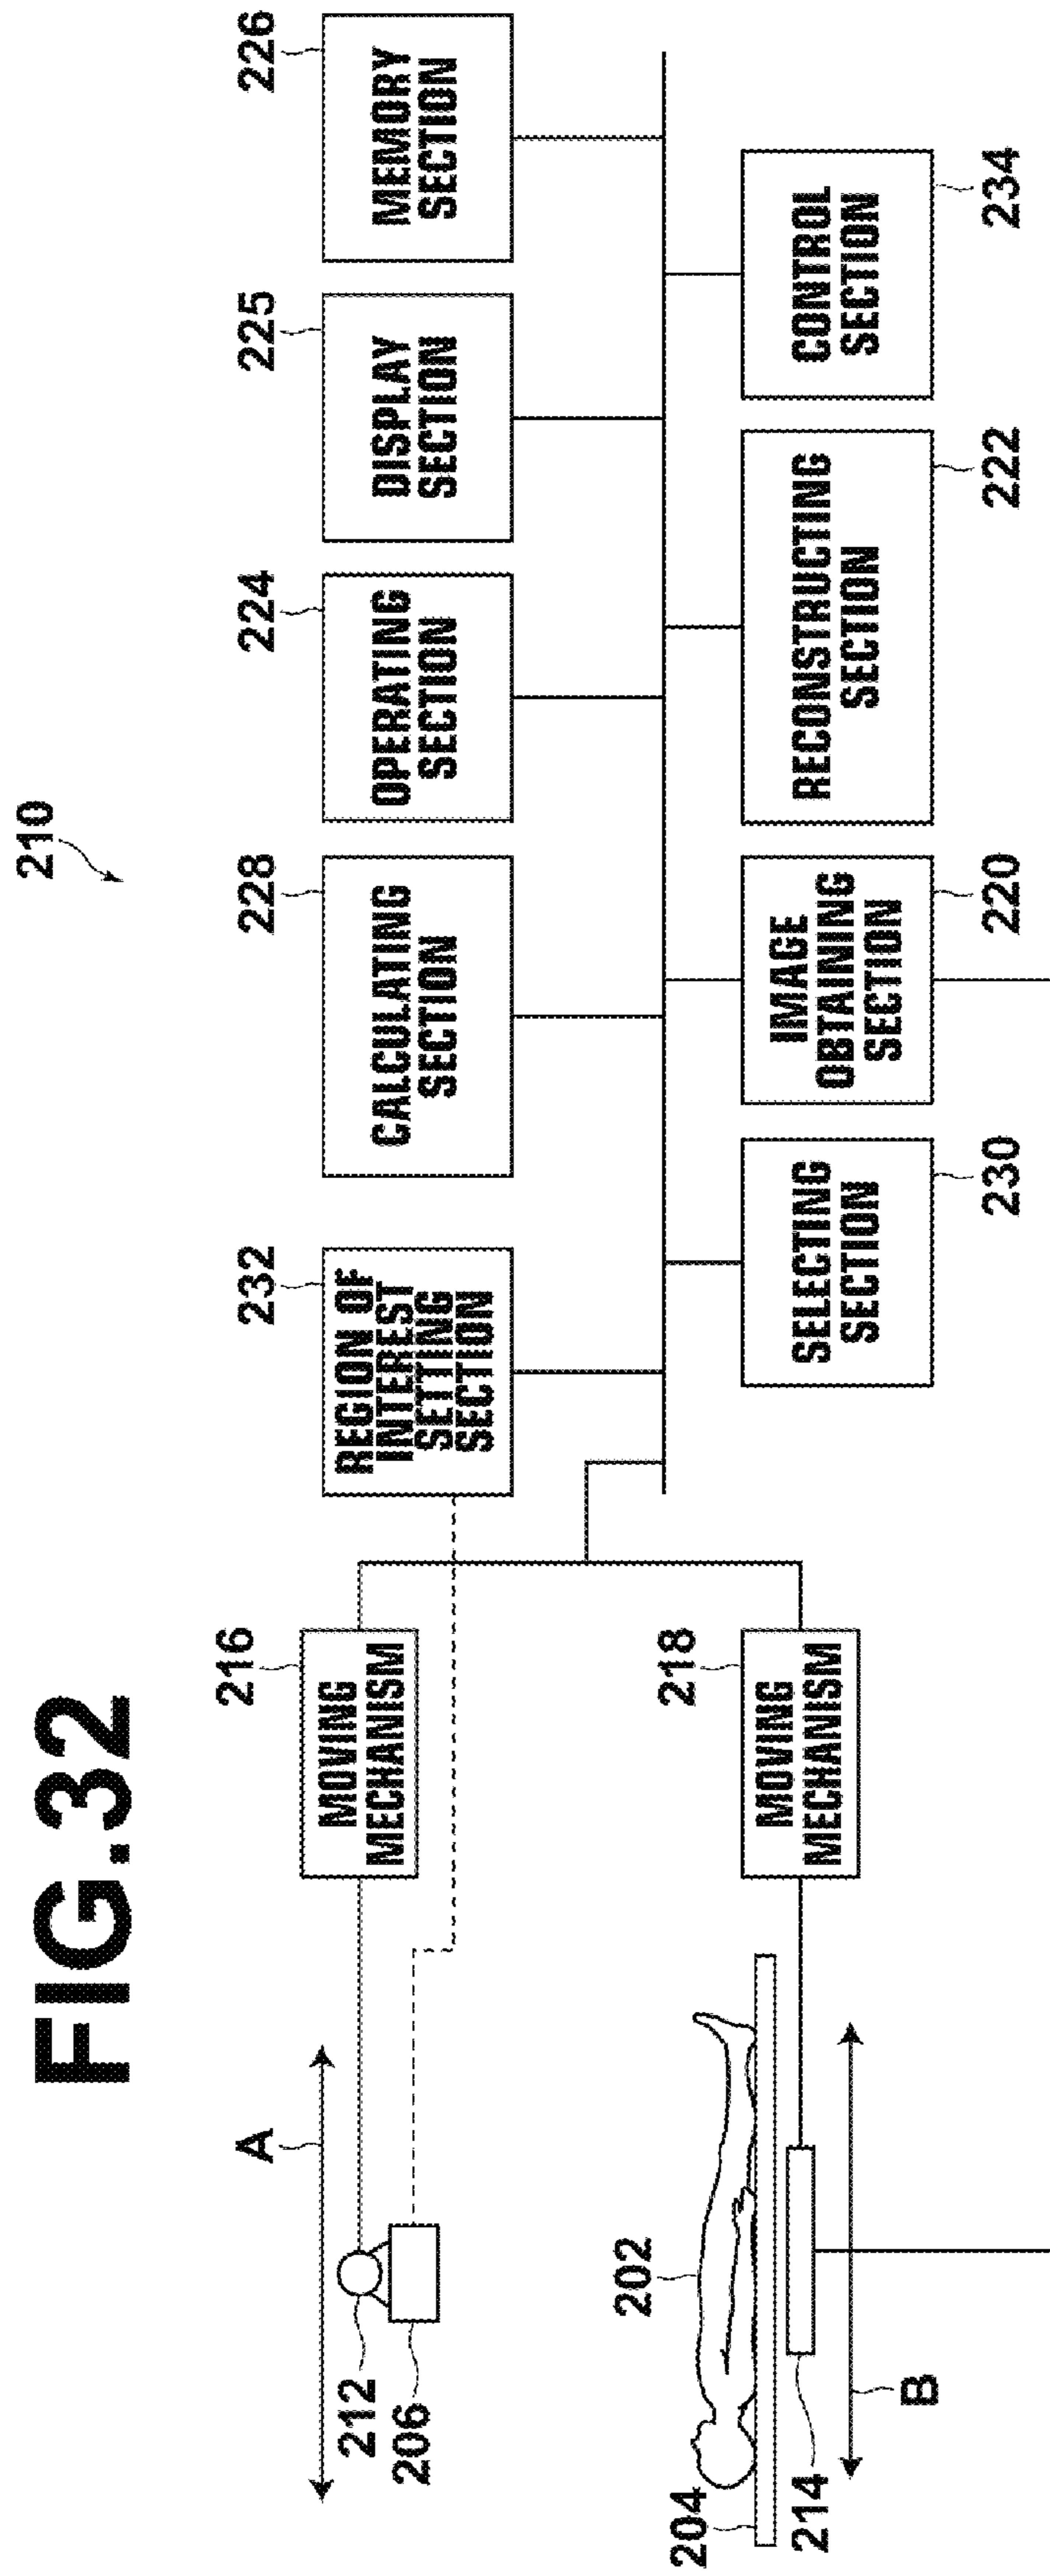 FIG.32
210
A
212
206
216
MOVING
MECHANISM
232
REGION OF
INTEREST
SETTING
SECTION
228
CALCULATING
SECTION
224
OPERATING
SECTION
225
DISPLAY
SECTION
226
MEMORY
SECTION
202
204
214
B
218
MOVING
MECHANISM
SELECTING
SECTION
230
IMAGE
OBTAINING
SECTION
220
RECONSTRUCTING
SECTION
222
CONTROL
SECTION
234